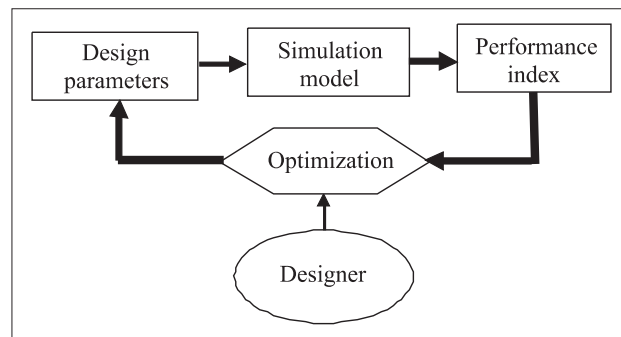 Design
parameters
Simulation
model
Performance
index
Optimization
Designer